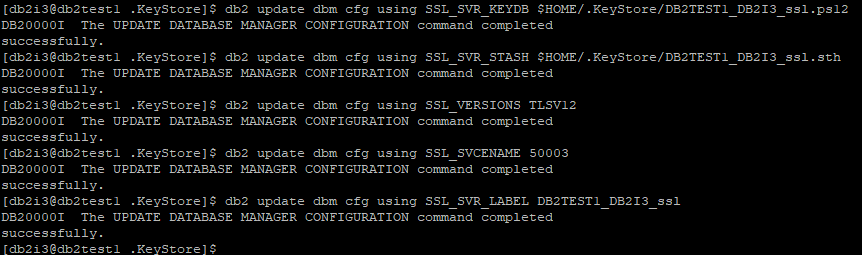 [db2i3@db2test1 .KeyStore]$ db2 update dbm cfg using SSL_SVR_KEYDB $HOME/.KeyStore/DB2TEST1_DB2I3_ssl.ps12
DB20000I  The UPDATE DATABASE MANAGER CONFIGURATION command completed
successfully.
[db2i3@db2test1 .KeyStore]$ db2 update dbm cfg using SSL_SVR_STASH $HOME/.KeyStore/DB2TEST1_DB2I3_ssl.sth
DB20000I  The UPDATE DATABASE MANAGER CONFIGURATION command completed
successfully.
[db2i3@db2test1 .KeyStore]$ db2 update dbm cfg using SSL_VERSIONS TLSV12
DB20000I  The UPDATE DATABASE MANAGER CONFIGURATION command completed
successfully.
[db2i3@db2test1 .KeyStore]$ db2 update dbm cfg using SSL_SVCENAME 50003
DB20000I  The UPDATE DATABASE MANAGER CONFIGURATION command completed
successfully.
[db2i3@db2test1 .KeyStore]$ db2 update dbm cfg using SSL_SVR_LABEL DB2TEST1_DB2I3_ssl
DB20000I  The UPDATE DATABASE MANAGER CONFIGURATION command completed
successfully.
[db2i3@db2test1 .KeyStore]$